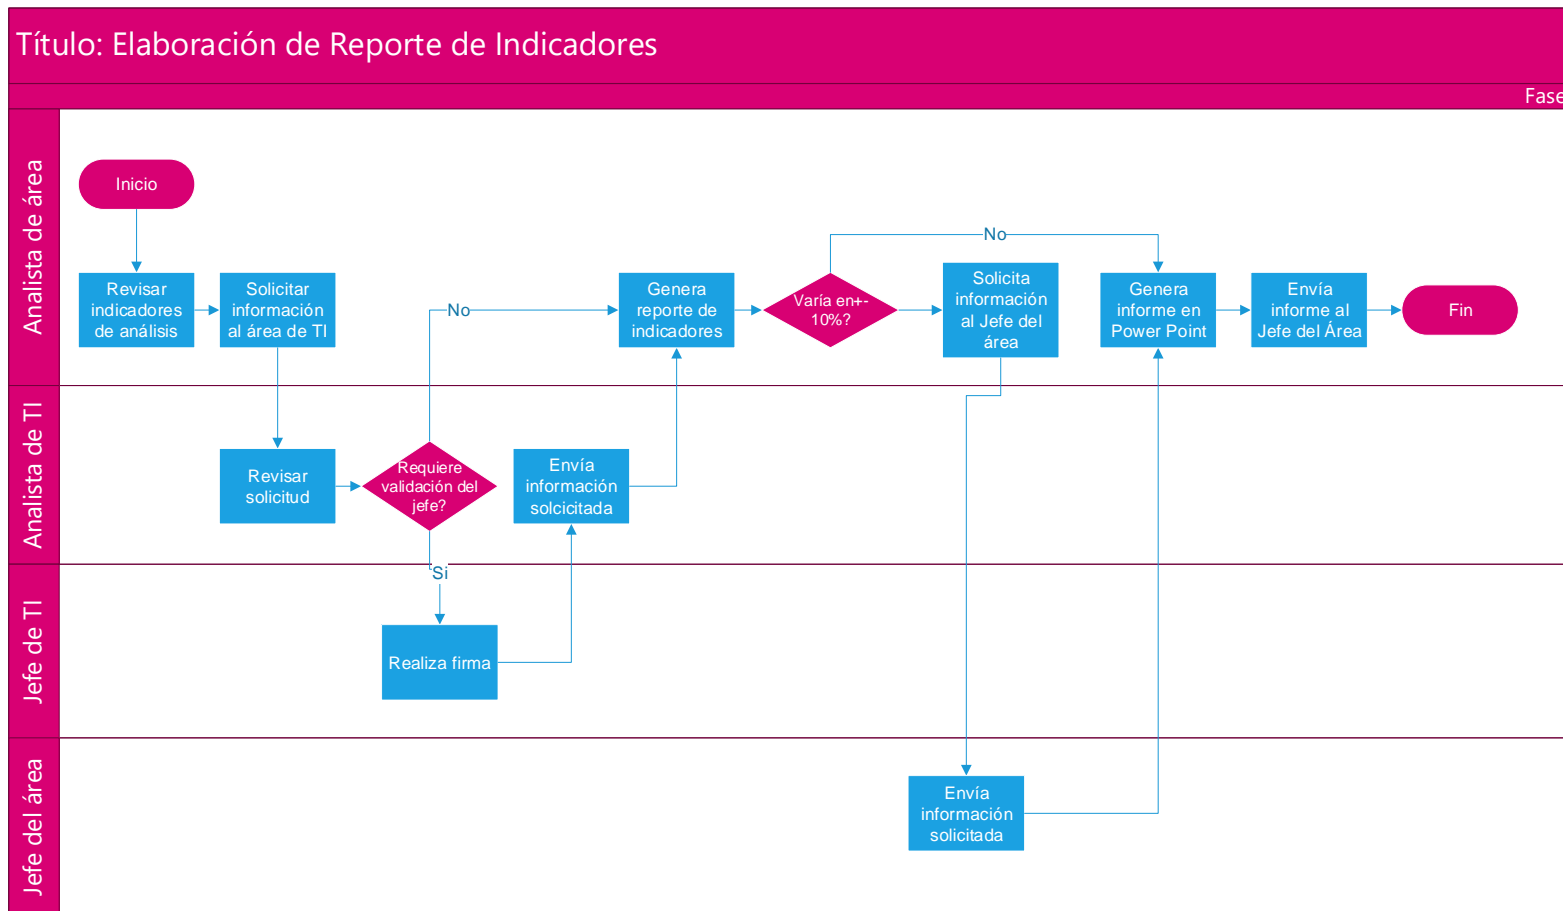 Título: Elaboración de Reporte de Indicadores
Fase
Analista de área
Inicio
Revisar
indicadores
de análisis
Solicitar
información
al área de TI
No
Genera
reporte de
indicadores
Varía en+-
10%?
No
Solicita
información
al Jefe del
área
Genera
informe en
Power Point
Envía
informe al
Jefe del Área
Fin
Analista de TI
Revisar
solicitud
Requiere
validación del
jefe?
Envía
información
solcicitada
Si
Jefe de TI
Realiza firma
Jefe del área
Envía
información
solicitada